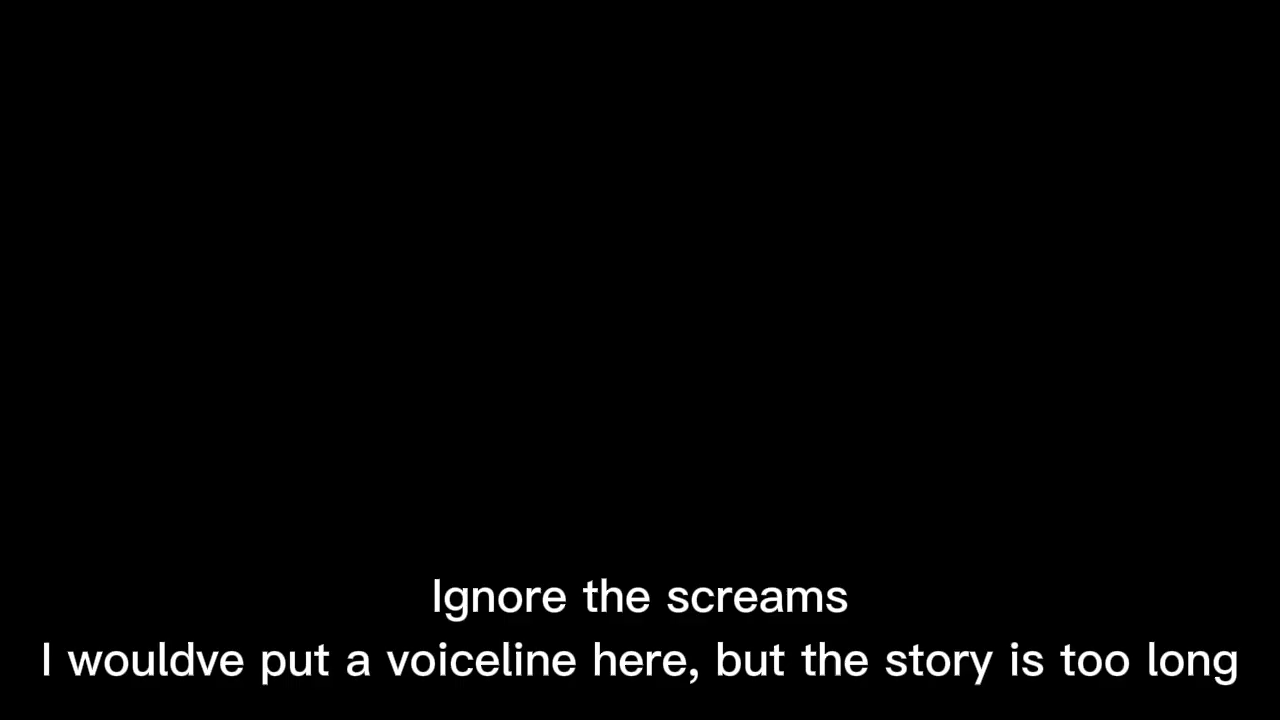 Ignore the screams
I wouldve put a voiceline here, but the story is too long